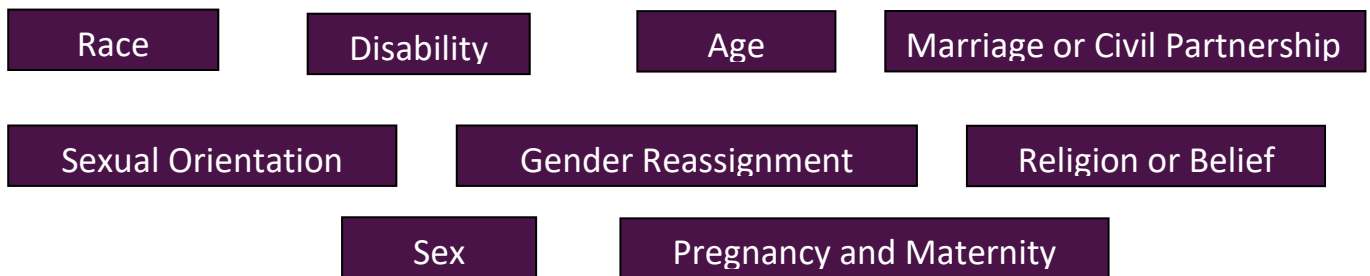 Race Disability Age Marriage or Civil Partnership
Sexual Orientation Gender Reassignment Religion or Belief
Sex Pregnancy and Maternity